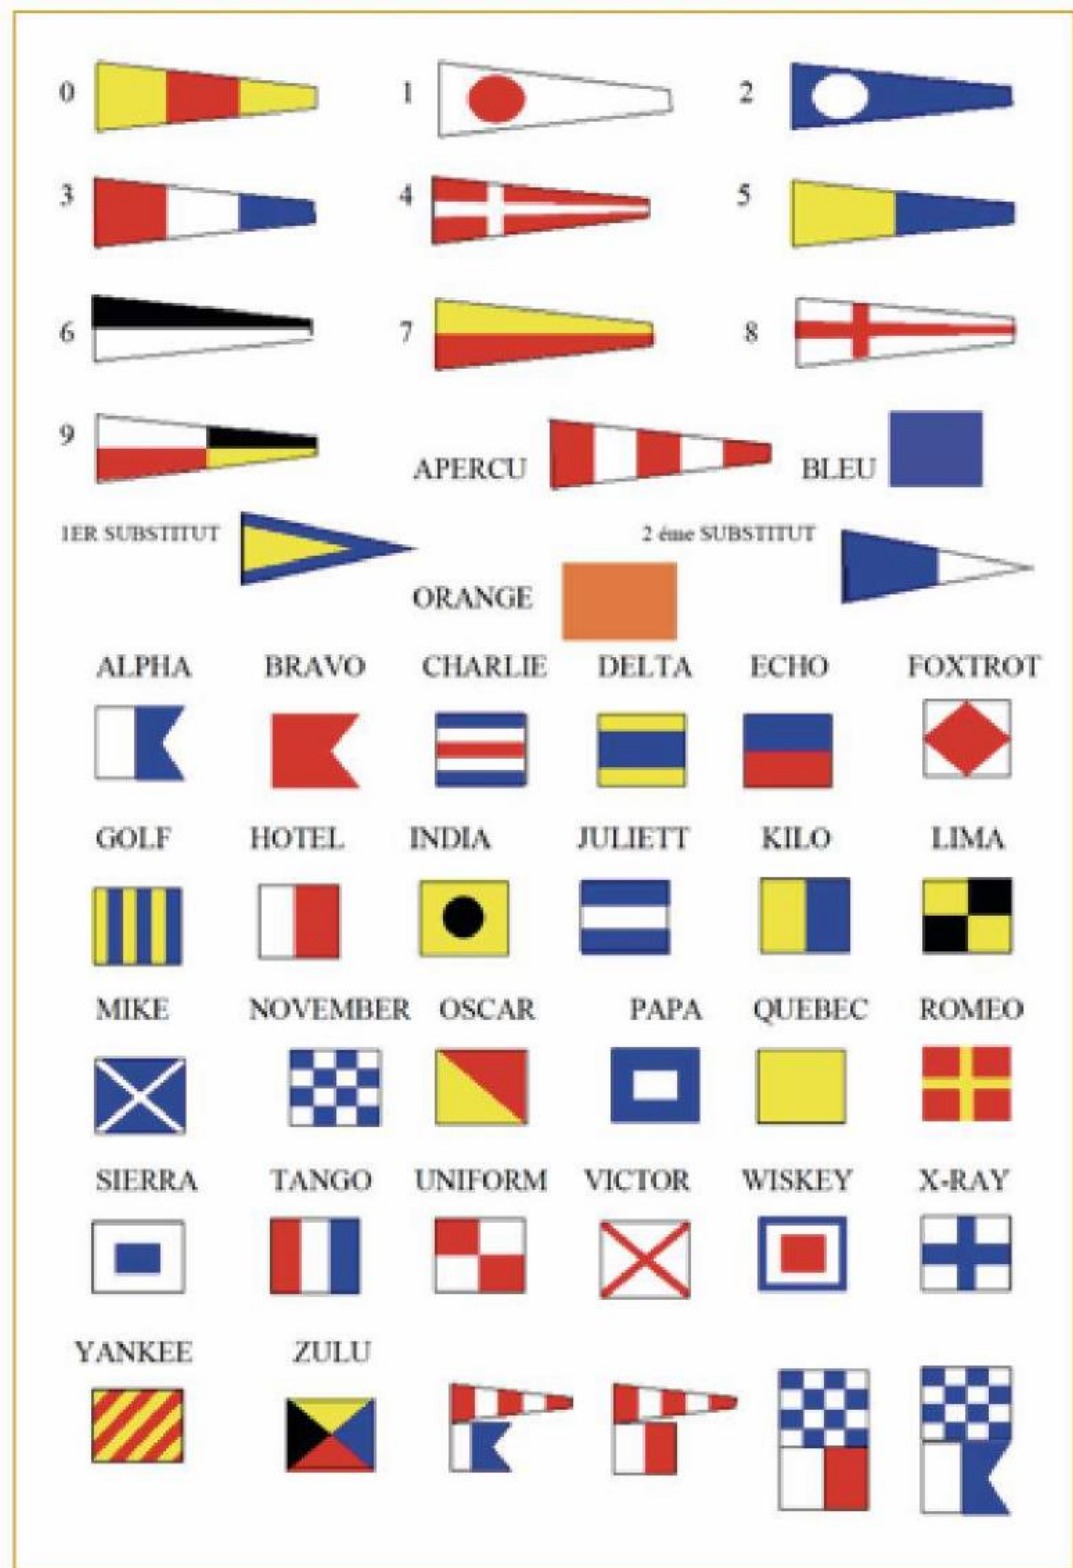 0 1 2
3 4 5
6 7 8
9 APERCU BLEU
1ER SUBSTITUT 2 éme SUBSTITUT
ORANGE
ALPHA BRAVO CHARLIE DELTA ECHO FOXTROT
GOLF HOTEL INDIA JULIETT KILO LIMA
MIKE NOVEMBER OSCAR PAPA QUEBEC ROMEO
SIERRA TANGO UNIFORM VICTOR WISKEY X-RAY
YANKEE ZULU